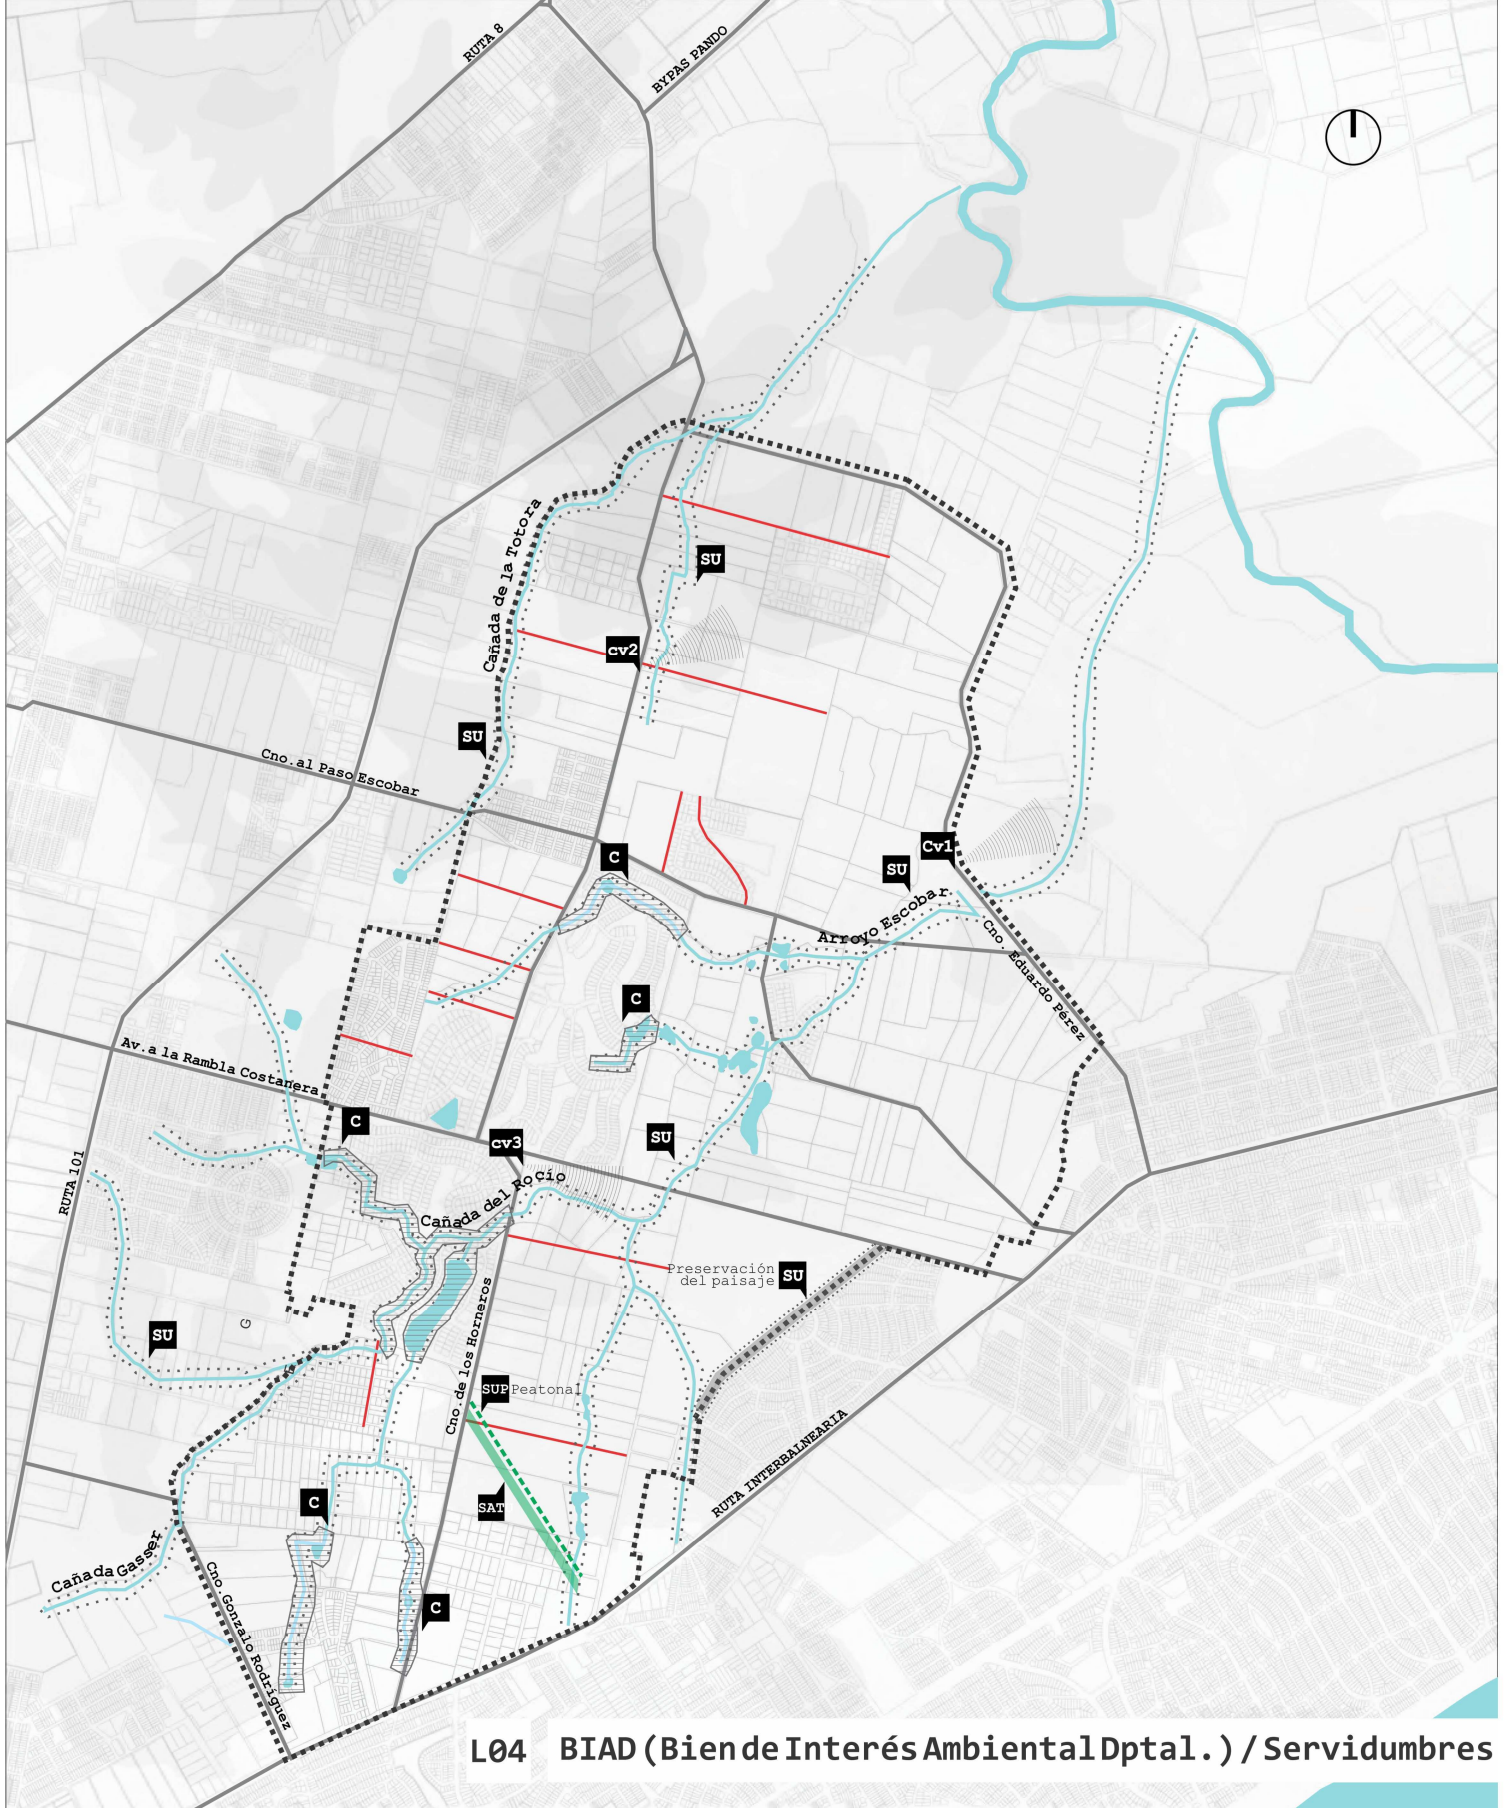 RUTA 8
BYPAS PANDO
Cañada de la Totora
SU
cv2
SU
Cno.al Paso Escobar
C
Cv1
SU
Arroyo Escobar
Cno. Eduardo Pérez
C
Av.a la Rambla Costanera
C
cv3
SU
RUTA 101
Cañada del Rocío
Preservación
del paisaje
SU
G
SU
Cno.de los Horneros
SUP
Peatonal
RUTA INTERBALNEARIA
C
SAT
Cañada Gasser
Cno.Gonzalo Rodríguez
C
L04 BIAD (Bien de Interés Ambiental Dptal.) / Servidumbres